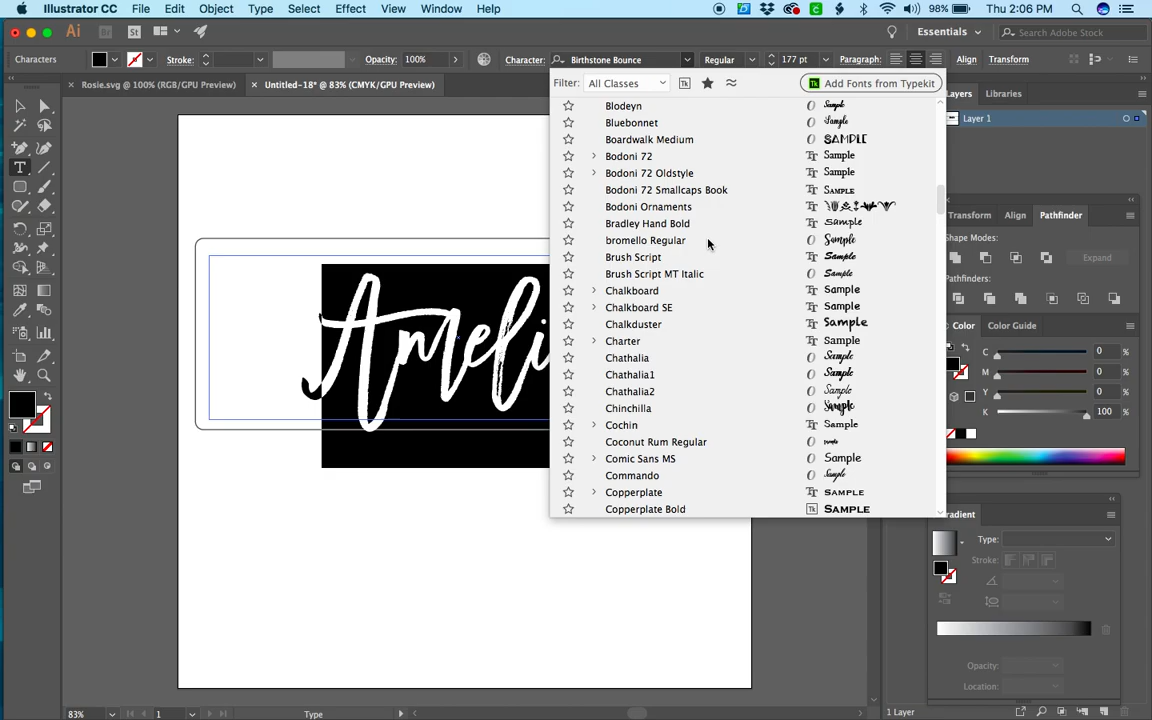 Illustrator CC File Edit Object Type Select Effect View Window Help 98% Thu 2:06 PM
Ai Br St Essentials Search Adobe Stock
Characters Stroke: Opacity: 100% Character: Birthstone Bounce Regular 177 pt Paragraph: Align Transform
Rosie.svg @ 100% (RGB/GPU Preview) Untitled-18* @ 83% (CMYK/GPU Preview)
Filter: All Classes Tk Add Fonts from Typekit
Layers Libraries
Layer 1
Blodeyn Sample
Bluebonnet Sample
Boardwalk Medium SAMPLE
Bodoni 72 Sample
Bodoni 72 Oldstyle Sample
Bodoni 72 Smallcaps Book SAMPLE
Bodoni Ornaments
Bradley Hand Bold Sample
bromello Regular Sample
Brush Script Sample
Brush Script MT Italic Sample
Chalkboard Sample
Chalkboard SE Sample
Chalkduster Sample
Charter Sample
Chathalia Sample
Chathalia1 Sample
Chathalia2 Sample
Chinchilla Sample
Cochin Sample
Coconut Rum Regular
Comic Sans MS Sample
Commando Sample
Copperplate SAMPLE
Copperplate Bold SAMPLE
Ameli
Transform Align Pathfinder
Shape Modes:
Expand
Pathfinders:
Color Color Guide
C 0 %
M 0 %
Y 0 %
K 100 %
Gradient
Type:
Stroke:
Opacity:
Location:
83% 1 Type 1 Layer